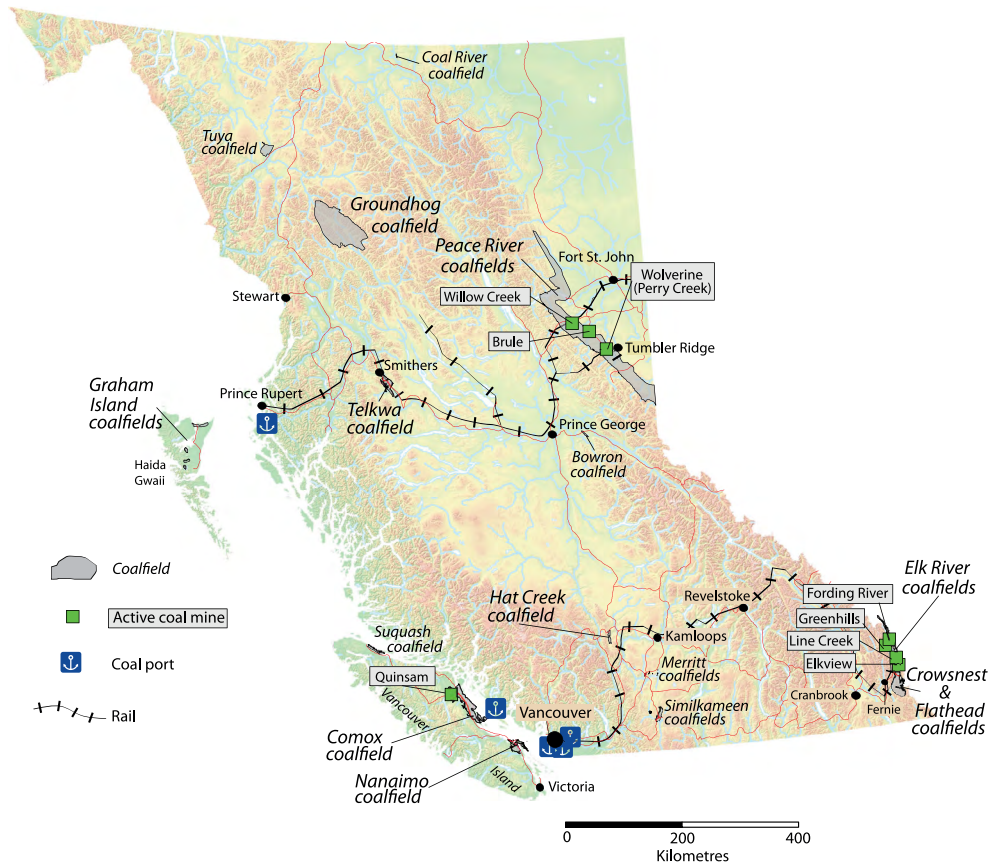 Coal River
coalfield
Tuya
coalfield
Groundhog
coalfield
Peace River
coalfields
Fort St. John
Wolverine
(Perry Creek)
Willow Creek
Stewart
Brule
Tumbler Ridge
Smithers
Graham
Island
coalfields
Prince Rupert
Telkwa
coalfield
Prince George
Bowron
coalfield
Haida
Gwaii
Coalfield
Active coal mine
Coal port
Rail
Elk River
coalfields
Hat Creek
coalfield
Revelstoke
Fording River
Greenhills
Line Creek
Elkview
Suquash
coalfield
Kamloops
Merritt
coalfields
Quinsam
Cranbrook
Fernie
Crowsnest
&
Flathead
coalfields
Similkameen
coalfields
Vancouver
Island
Vancouver
Comox
coalfield
Nanaimo
coalfield
Victoria
0 200 400
Kilometres